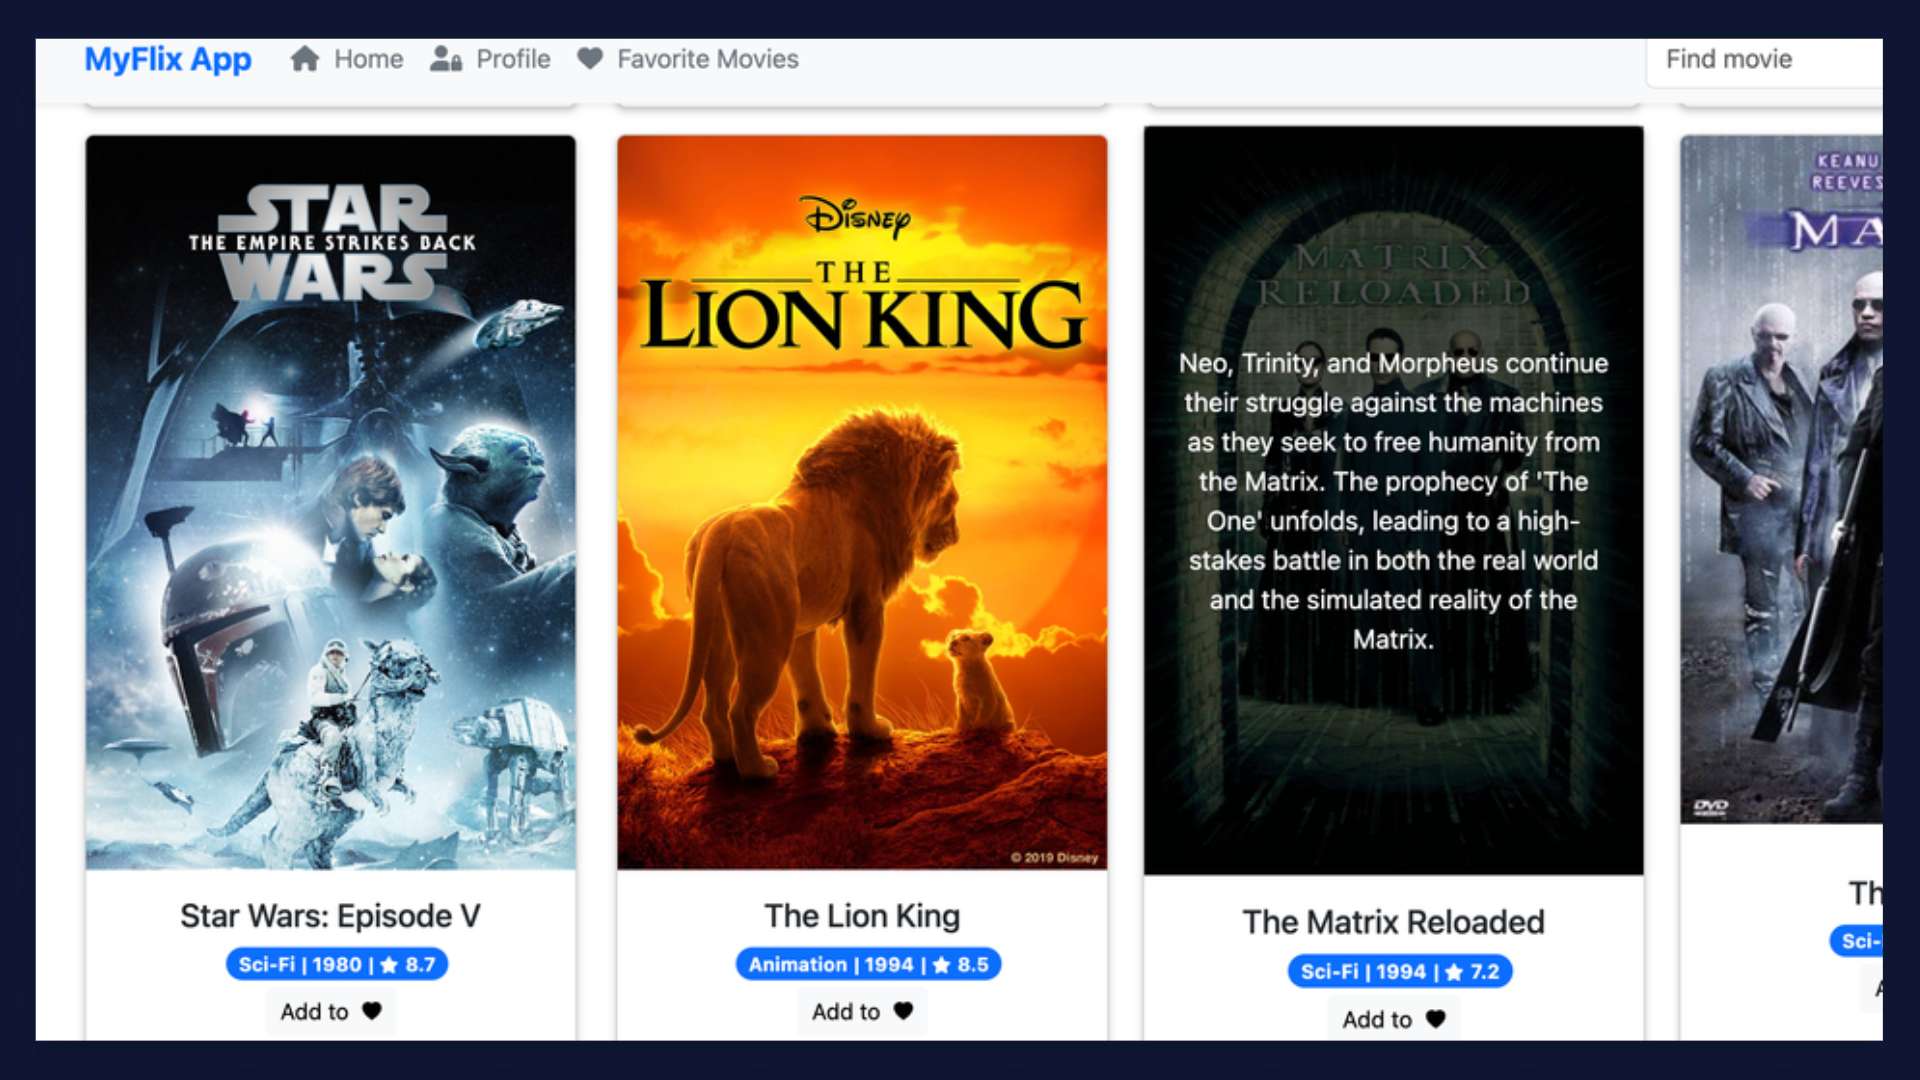 MyFlix App Home Profile Favorite Movies Find movie
STAR
THE EMPIRE STRIKES BACK
WARS
Star Wars: Episode V
Sci-Fi | 1980 | ★ 8.7
Add to
Disney
THE
LION KING
© 2019 Disney
The Lion King
Animation | 1994 | ★ 8.5
Add to
MATRIX
RELOADED
Neo, Trinity, and Morpheus continue
their struggle against the machines
as they seek to free humanity from
the Matrix. The prophecy of 'The
One' unfolds, leading to a high-
stakes battle in both the real world
and the simulated reality of the
Matrix.
The Matrix Reloaded
Sci-Fi | 1994 | ★ 7.2
Add to
KEANU
REEVES
MA
DVD
Th
Sci-
A